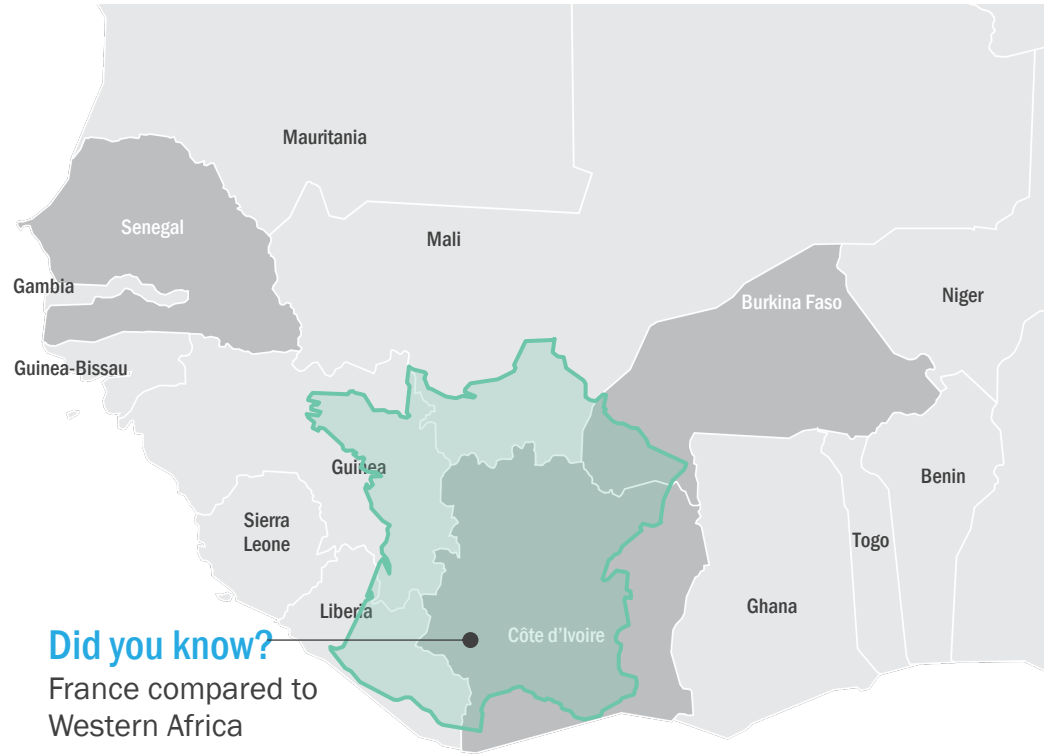 Mauritania
Senegal
Mali
Gambia
Niger
Burkina Faso
Guinea-Bissau
Guinea
Benin
Sierra
Leone
Togo
Ghana
Liberia
Côte d'Ivoire
Did you know?
France compared to
Western Africa